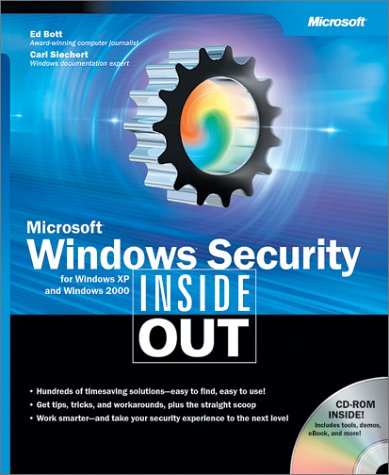 Microsoft
Ed Bott
Award-winning computer journalist
Carl Siechert
Windows documentation expert
Microsoft
Windows Security
for Windows XP
and Windows 2000
INSIDE
OUT
• Hundreds of timesaving solutions—easy to find, easy to use!
• Get tips, tricks, and workarounds, plus the straight scoop
• Work smarter—and take your security experience to the next level
CD-ROM
INSIDE!
Includes tools, demos,
eBook, and more!